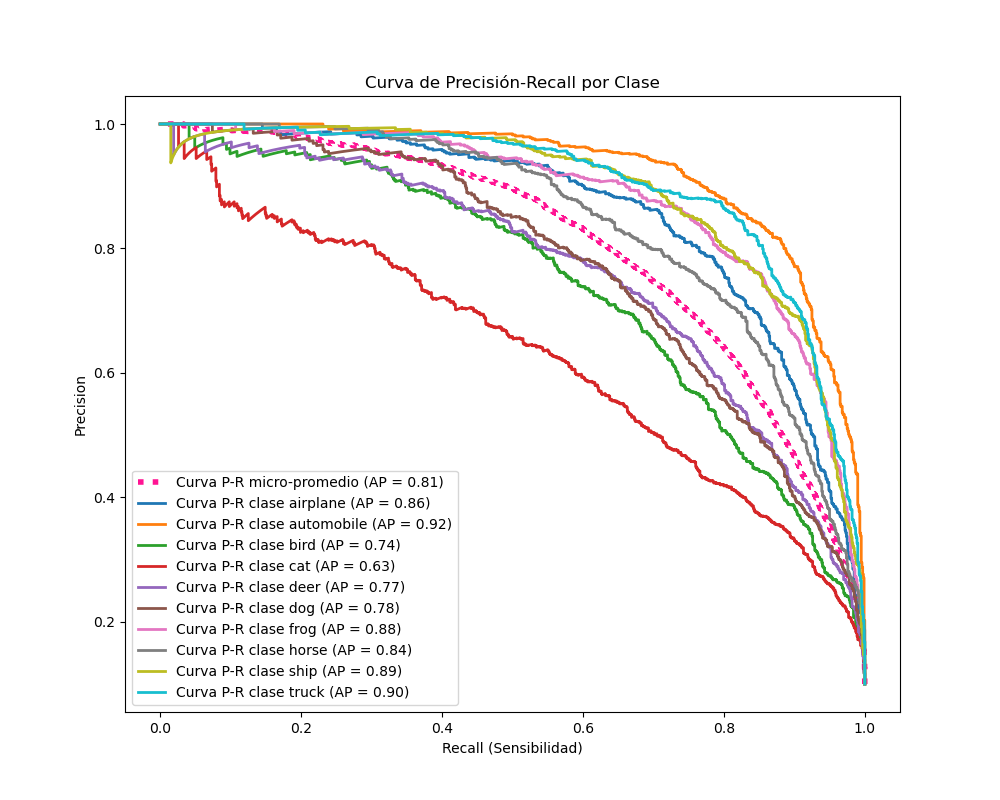 Curva de Precisión-Recall por Clase
Precision
1.0
0.8
0.6
0.4
0.2
Curva P-R micro-promedio (AP = 0.81)
Curva P-R clase airplane (AP = 0.86)
Curva P-R clase automobile (AP = 0.92)
Curva P-R clase bird (AP = 0.74)
Curva P-R clase cat (AP = 0.63)
Curva P-R clase deer (AP = 0.77)
Curva P-R clase dog (AP = 0.78)
Curva P-R clase frog (AP = 0.88)
Curva P-R clase horse (AP = 0.84)
Curva P-R clase ship (AP = 0.89)
Curva P-R clase truck (AP = 0.90)
0.0 0.2 0.4 0.6 0.8 1.0
Recall (Sensibilidad)